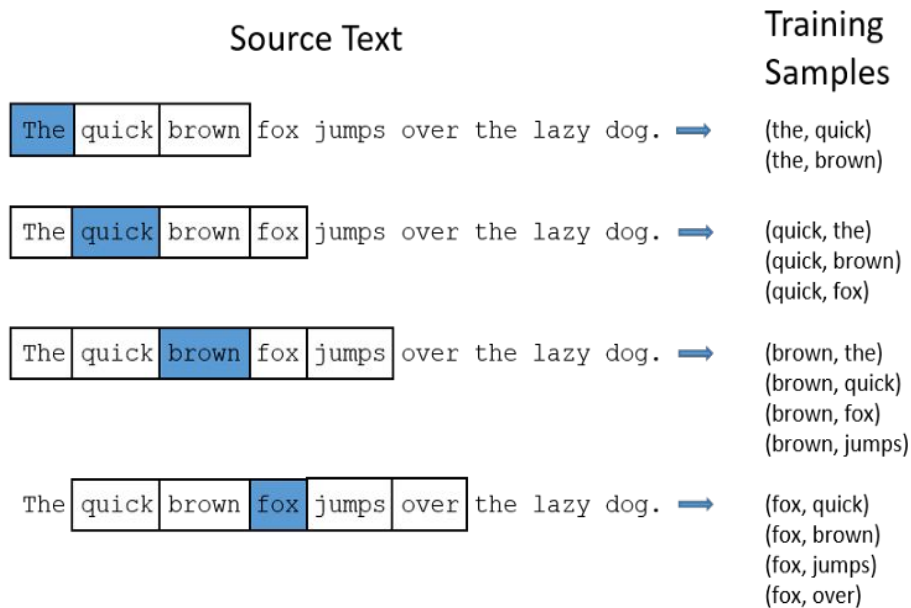 Source Text
Training
Samples
The quick brown fox jumps over the lazy dog.
(the, quick)
(the, brown)
The quick brown fox jumps over the lazy dog.
(quick, the)
(quick, brown)
(quick, fox)
The quick brown fox jumps over the lazy dog.
(brown, the)
(brown, quick)
(brown, fox)
(brown, jumps)
The quick brown fox jumps over the lazy dog.
(fox, quick)
(fox, brown)
(fox, jumps)
(fox, over)